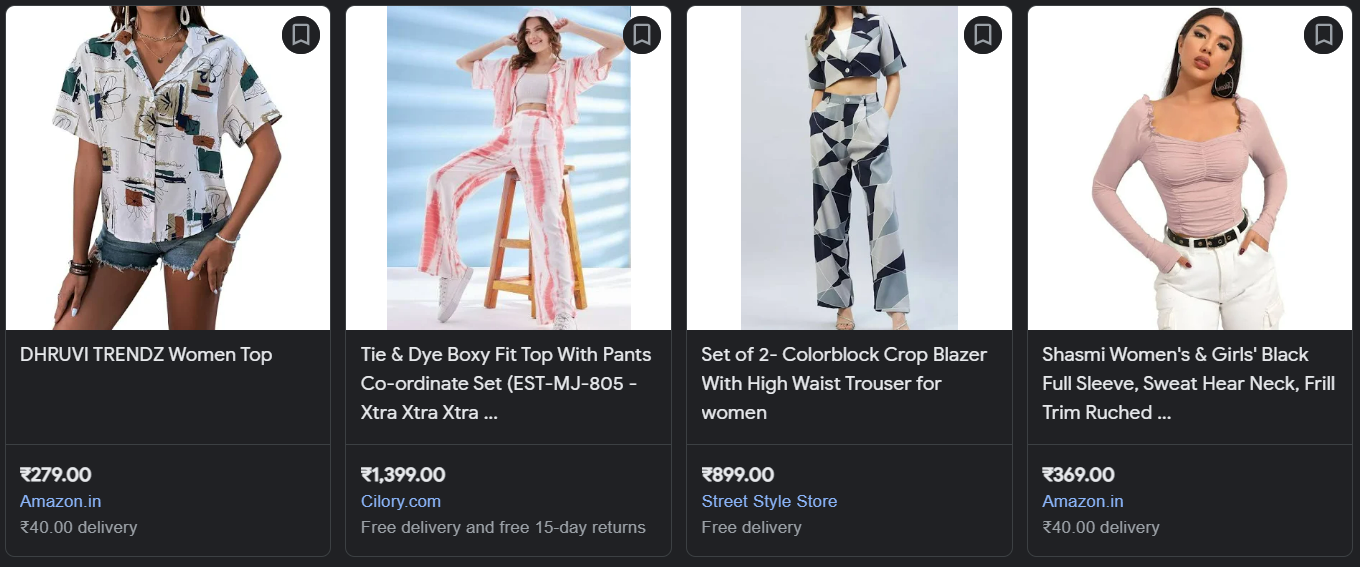 DHRUVI TRENDZ Women Top
₹279.00
Amazon.in
₹40.00 delivery
Tie & Dye Boxy Fit Top With Pants
Co-ordinate Set (EST-MJ-805 -
Xtra Xtra Xtra ...
₹1,399.00
Cilory.com
Free delivery and free 15-day returns
Set of 2- Colorblock Crop Blazer
With High Waist Trouser for
women
₹899.00
Street Style Store
Free delivery
Shasmi Women's & Girls' Black
Full Sleeve, Sweat Hear Neck, Frill
Trim Ruched ...
₹369.00
Amazon.in
₹40.00 delivery